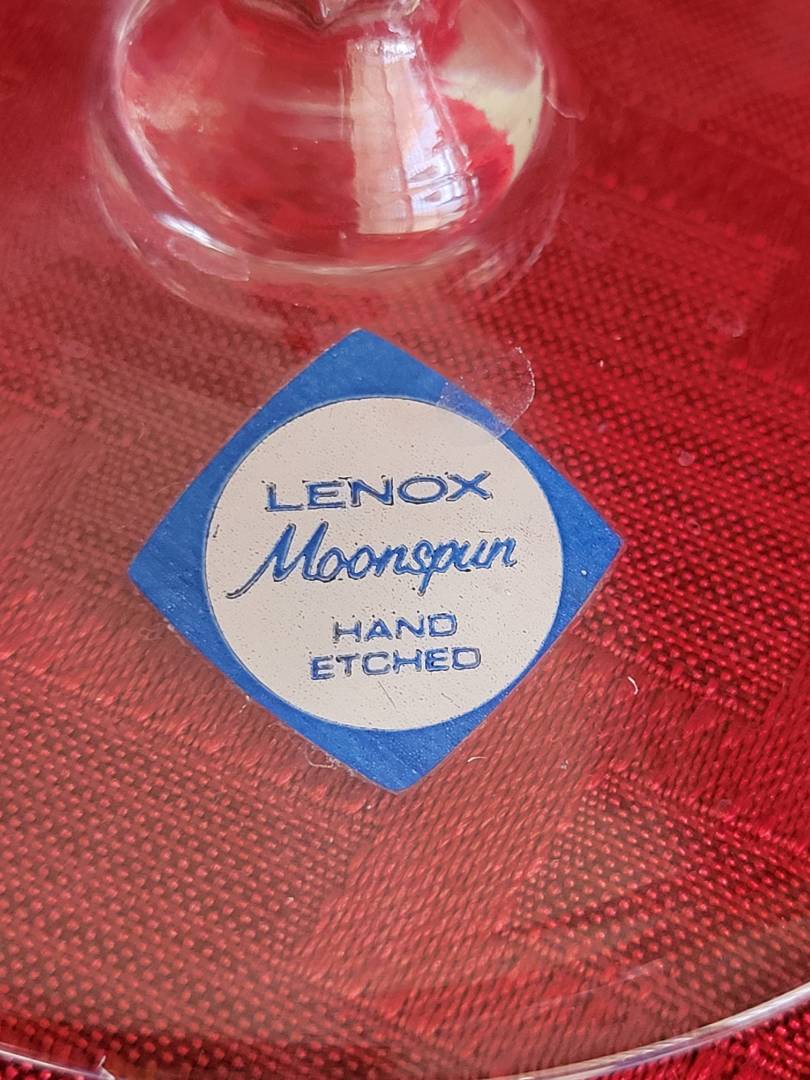 LENOX
Moonspun
HAND
ETCHED